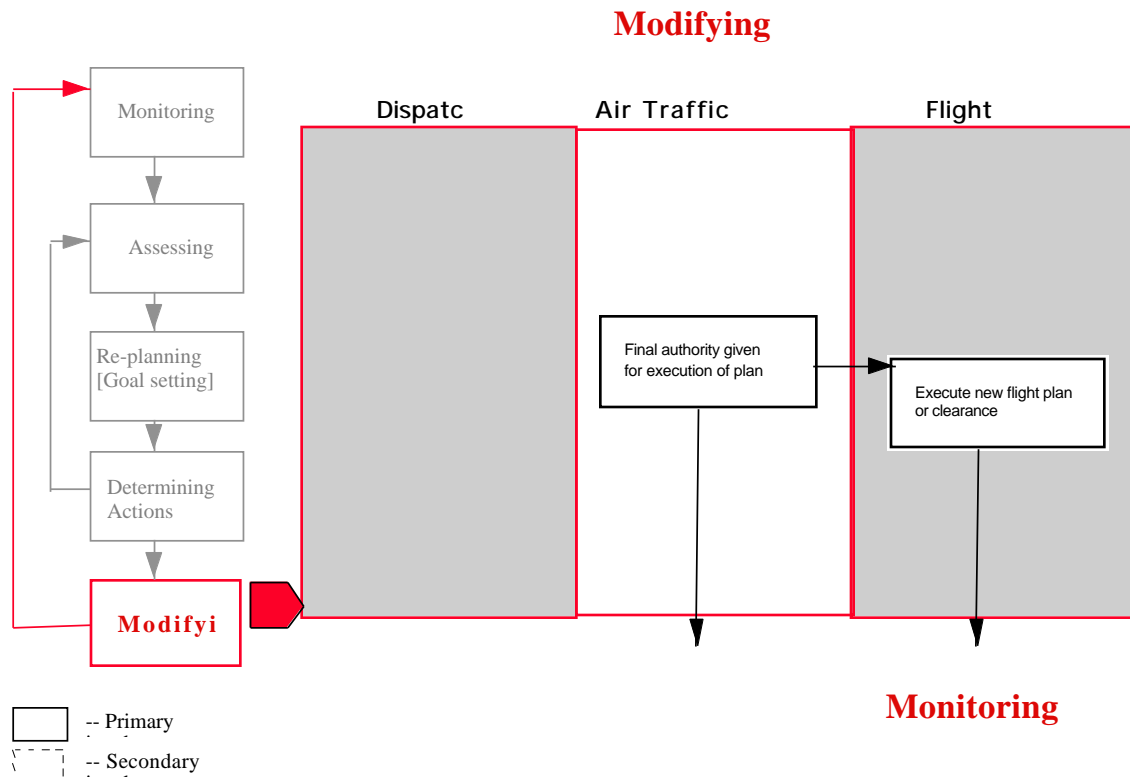 Modifying
Monitoring
Assessing
Re-planning
[Goal setting]
Determining
Actions
Modifyi
Dispatc
Air Traffic
Flight
Final authority given
for execution of plan
Execute new flight plan
or clearance
Monitoring
-- Primary
-- Secondary